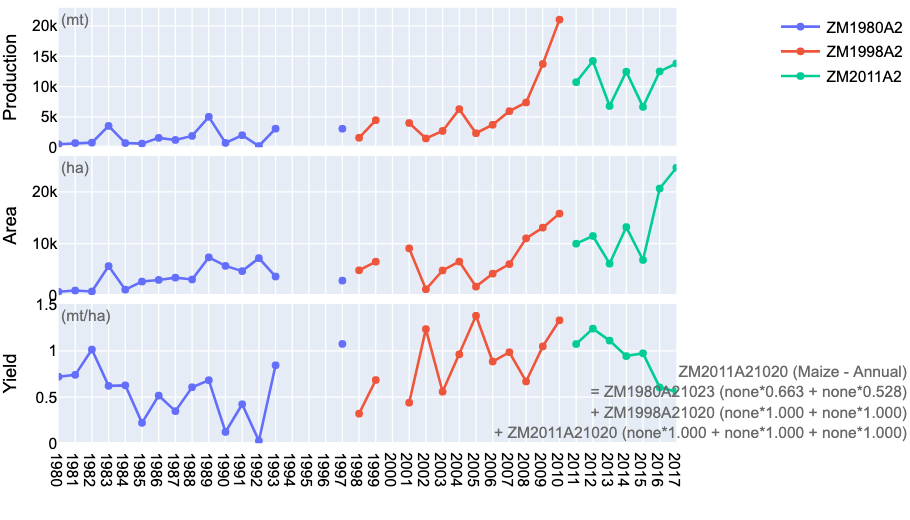 (mt)
20k
15k
10k
5k
0
Production
ZM1980A2
ZM1998A2
ZM2011A2
(ha)
20k
10k
0
Area
1.5
(mt/ha)
1
0.5
0
Yield
ZM2011A21020 (Maize - Annual)
= ZM1980A21023 (none*0.663 + none*0.528)
+ ZM1998A21020 (none*1.000 + none*1.000)
+ ZM2011A21020 (none*1.000 + none*1.000 + none*1.000)
1980 1981 1982 1983 1984 1985 1986 1987 1988 1989 1990 1991 1992 1993 1994 1995 1996 1997 1998 1999 2000 2001 2002 2003 2004 2005 2006 2007 2008 2009 2010 2011 2012 2013 2014 2015 2016 2017